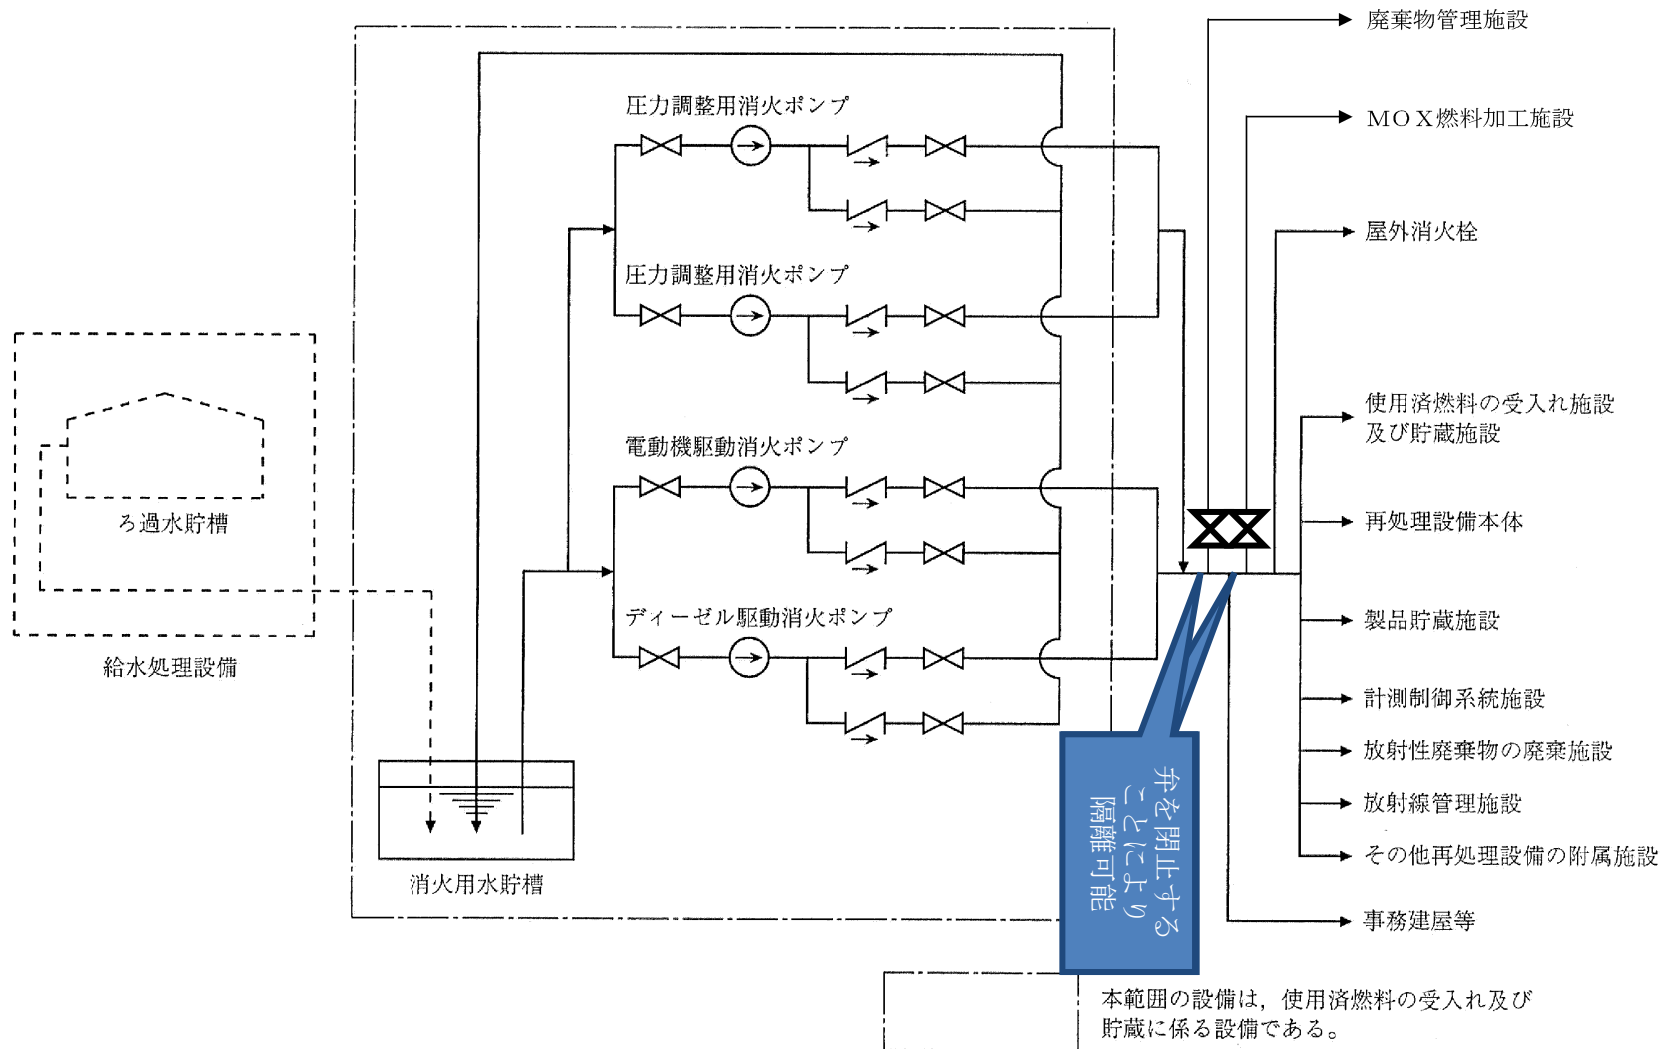 廃棄物管理施設
圧力調整用消火ポンプ
ＭＯＸ燃料加工施設
屋外消火栓
圧力調整用消火ポンプ
使用済燃料の受入れ施設
及び貯蔵施設
電動機駆動消火ポンプ
ろ過水貯槽
再処理設備本体
ディーゼル駆動消火ポンプ
製品貯蔵施設
給水処理設備
計測制御系統施設
放射性廃棄物の廃棄施設
弁を閉止する
ことにより
隔離可能
放射線管理施設
その他再処理設備の附属施設
消火用水貯槽
事務建屋等
本範囲の設備は，使用済燃料の受入れ及び
貯蔵に係る設備である。